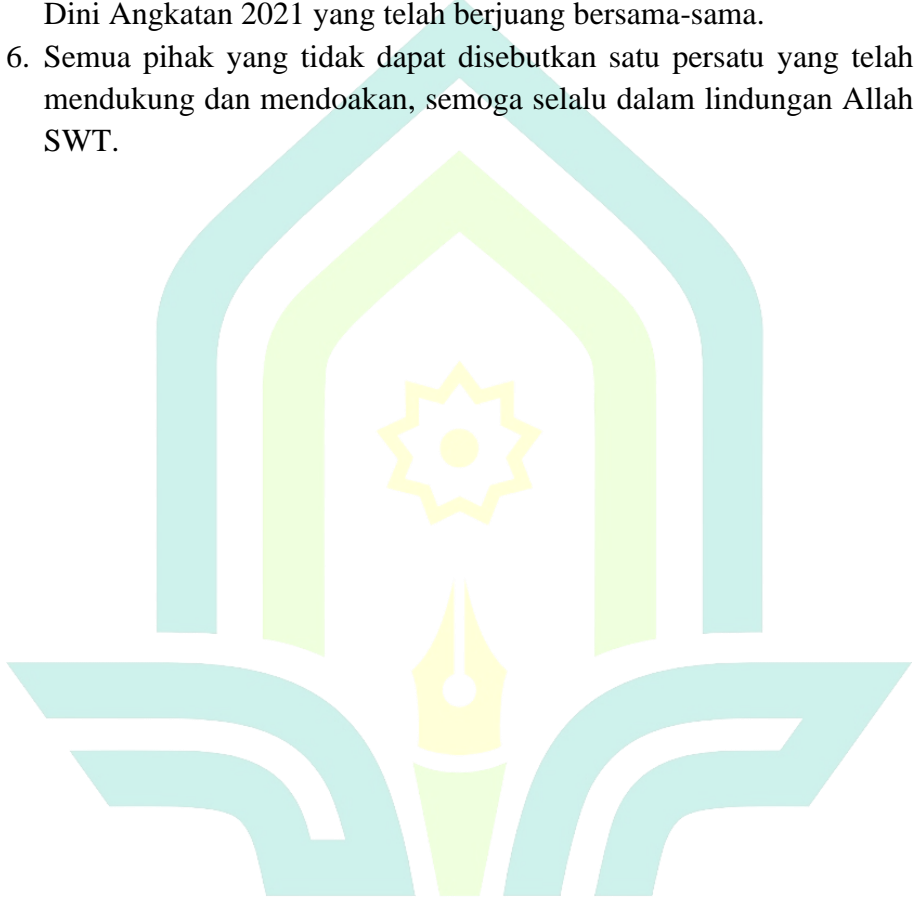 Dini Angkatan 2021 yang telah berjuang bersama-sama.
6. Semua pihak yang tidak dapat disebutkan satu persatu yang telah
mendukung dan mendoakan, semoga selalu dalam lindungan Allah
SWT.